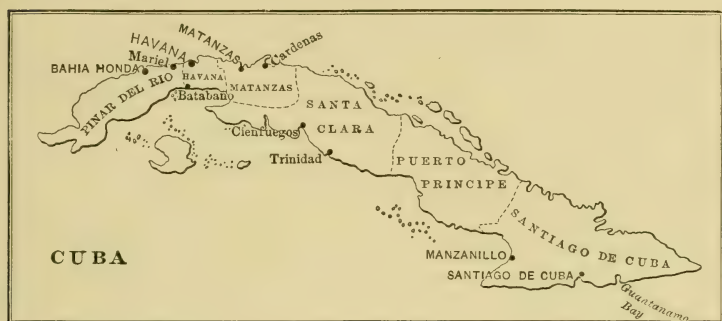 MATANZAS
HAVANA
Cardenas
Mariel
BAHIA HONDA
HAVANA
PINAR DEL RIO
MATANZAS
Batabaño
SANTA
CLARA
Cienfuegos
Trinidad
PUERTO
PRINCIPE
SANTIAGO DE CUBA
CUBA
MANZANILLO
SANTIAGO DE CUBA
Guantanamo
Bay